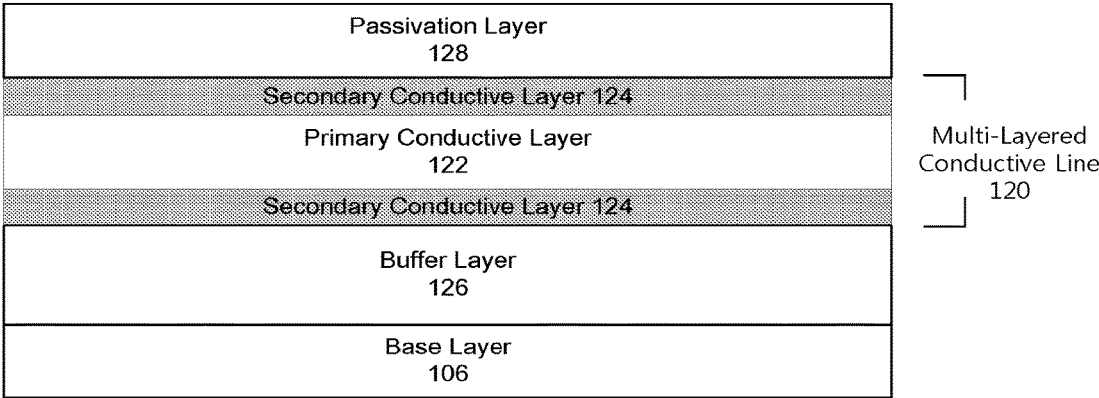 Passivation Layer
128
Secondary Conductive Layer 124
Primary Conductive Layer
122
Secondary Conductive Layer 124
Buffer Layer
126
Base Layer
106
Multi-Layered
Conductive Line
120